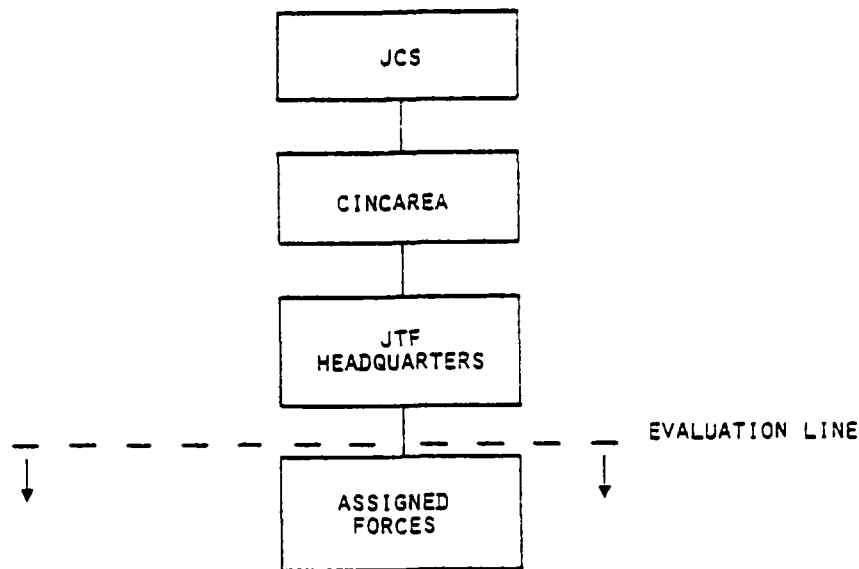 JCS
CINCAREA
JTF
HEADQUARTERS
EVALUATION LINE
ASSIGNED
FORCES